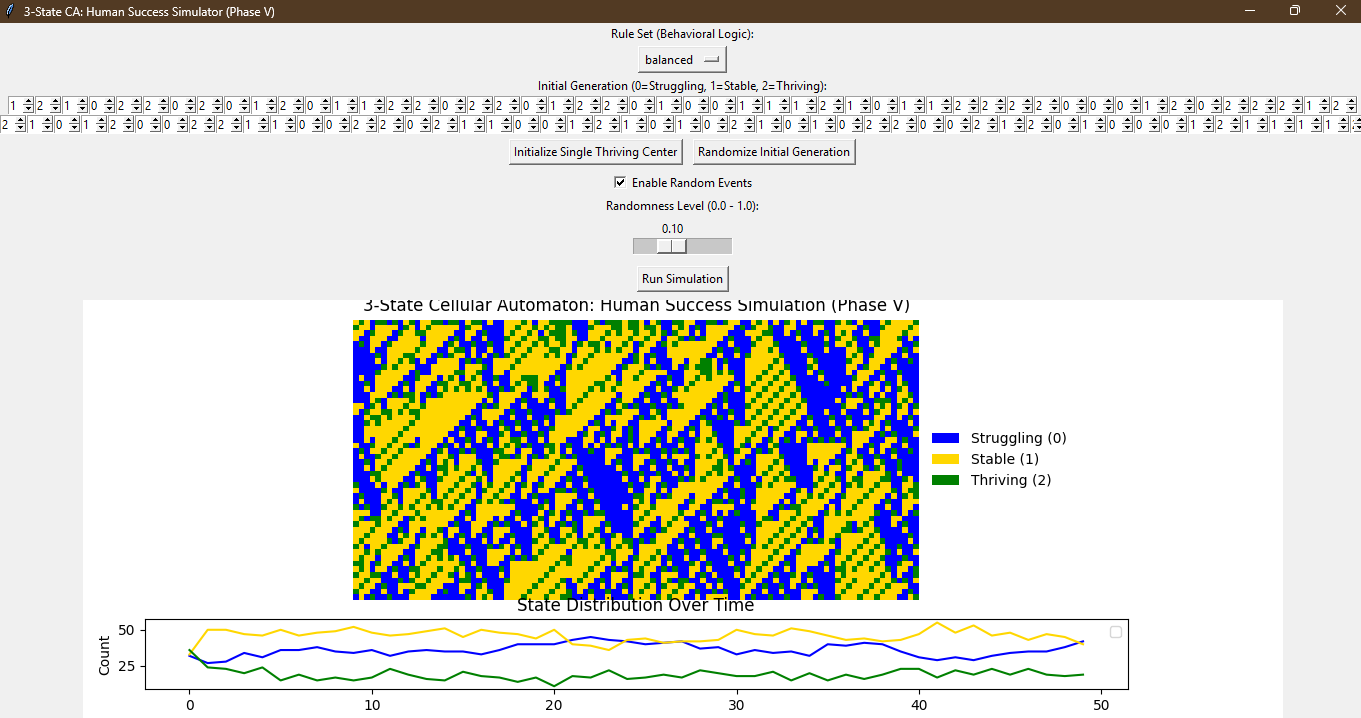 3-State CA: Human Success Simulator (Phase V)
Rule Set (Behavioral Logic):
balanced
Initial Generation (0=Struggling, 1=Stable, 2=Thriving):
1 2 1 0 2 2 0 2 0 1 2 0 1 1 2 2 0 2 2 0 1 2 2 0 1 0 0 1 1 1 2 1 0 1 1 2 2 2 2 0 0 0 1 2 0 2 2 2 1 2
2 1 0 1 2 0 0 2 2 1 1 0 0 2 2 0 2 1 1 0 0 1 2 1 0 1 0 2 1 0 1 0 2 2 0 0 2 1 2 0 1 0 0 0 1 2 1 1 1 1
Initialize Single Thriving Center Randomize Initial Generation
Enable Random Events
Randomness Level (0.0 - 1.0):
0.10
Run Simulation
3-State Cellular Automaton: Human Success Simulation (Phase V)
Struggling (0)
Stable (1)
Thriving (2)
State Distribution Over Time
Count
50
25
0 10 20 30 40 50